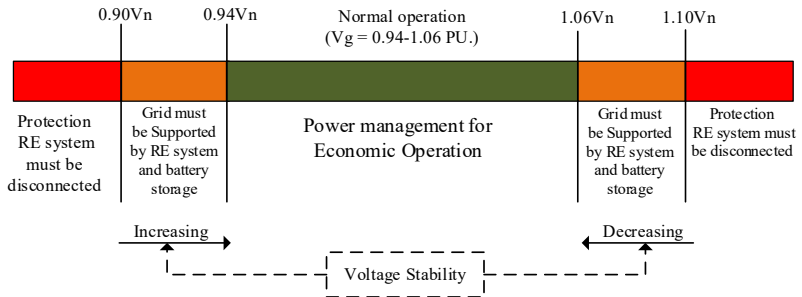 0.90Vn
0.94Vn
Normal operation
(Vg = 0.94-1.06 PU.)
1.06Vn
1.10Vn
Protection
RE system
must be
disconnected
Grid must
be Supported
by RE system
and battery
storage
Power management for
Economic Operation
Grid must
be Supported
by RE system
and battery
storage
Protection
RE system must
be disconnected
Increasing
Decreasing
Voltage Stability